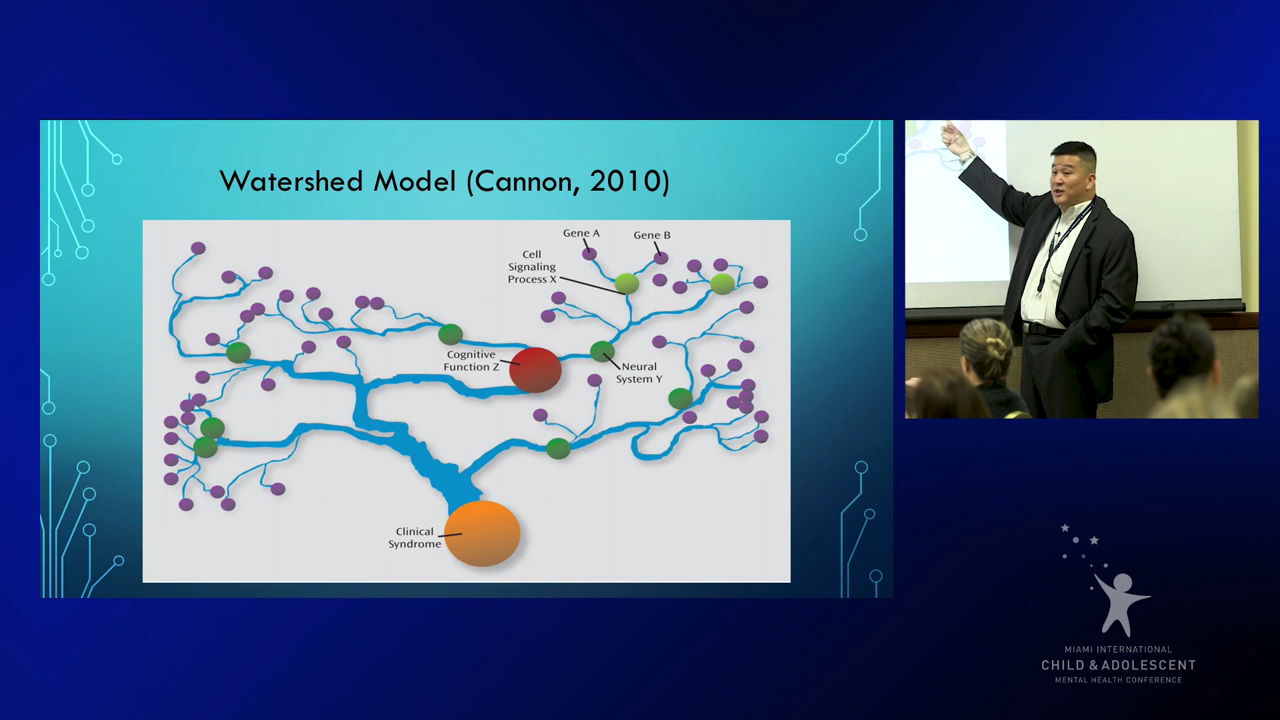 Watershed Model (Cannon, 2010)
Gene A
Gene B
Cell
Signaling
Process X
Cognitive
Function Z
Neural
System Y
Clinical
Syndrome
MIAMI INTERNATIONAL
CHILD & ADOLESCENT
MENTAL HEALTH CONFERENCE